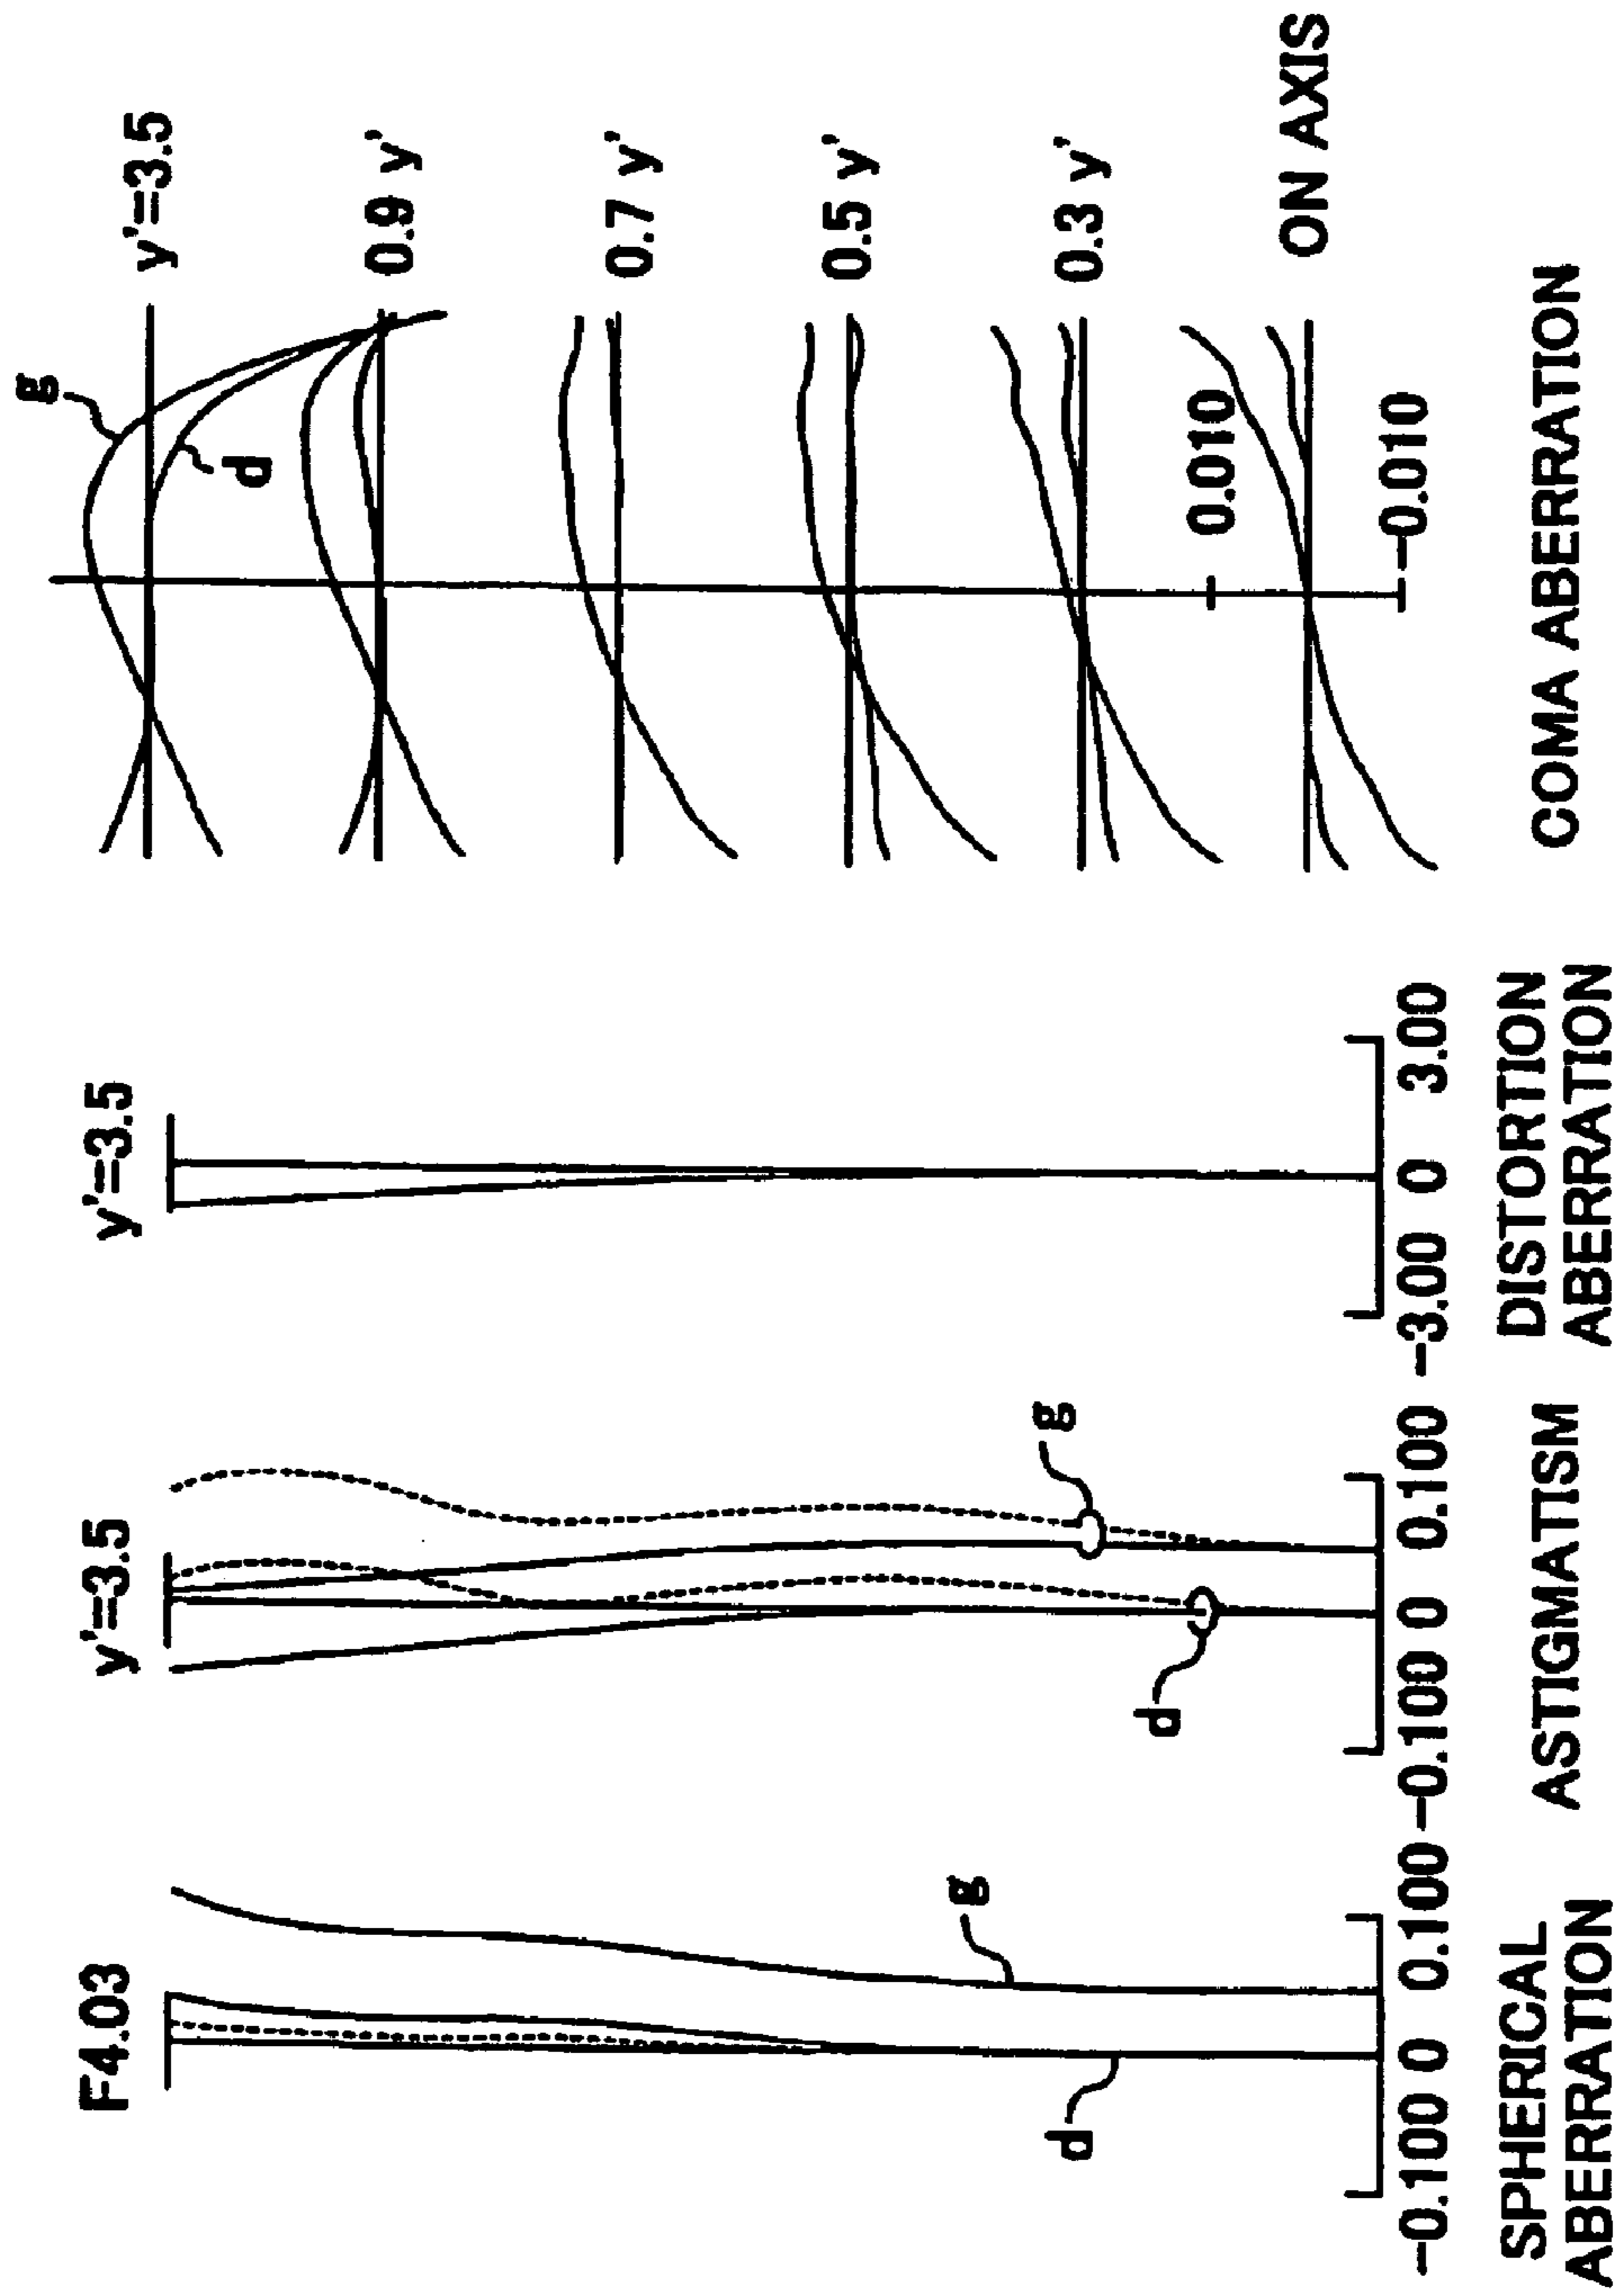 F4.03
g
d
-0.100 0 0.100
SPHERICAL
ABERRATION
y'=3.5
g
d
-0.100 0 0.100
ASTIGMATISM
y'=3.5
-3.00 0 3.00
DISTORTION
ABERRATION
g
d
y'=3.5
0.9 y'
0.7 y'
0.5 y'
0.3 y'
0.010
ON AXIS
-0.010
COMA ABERRATION